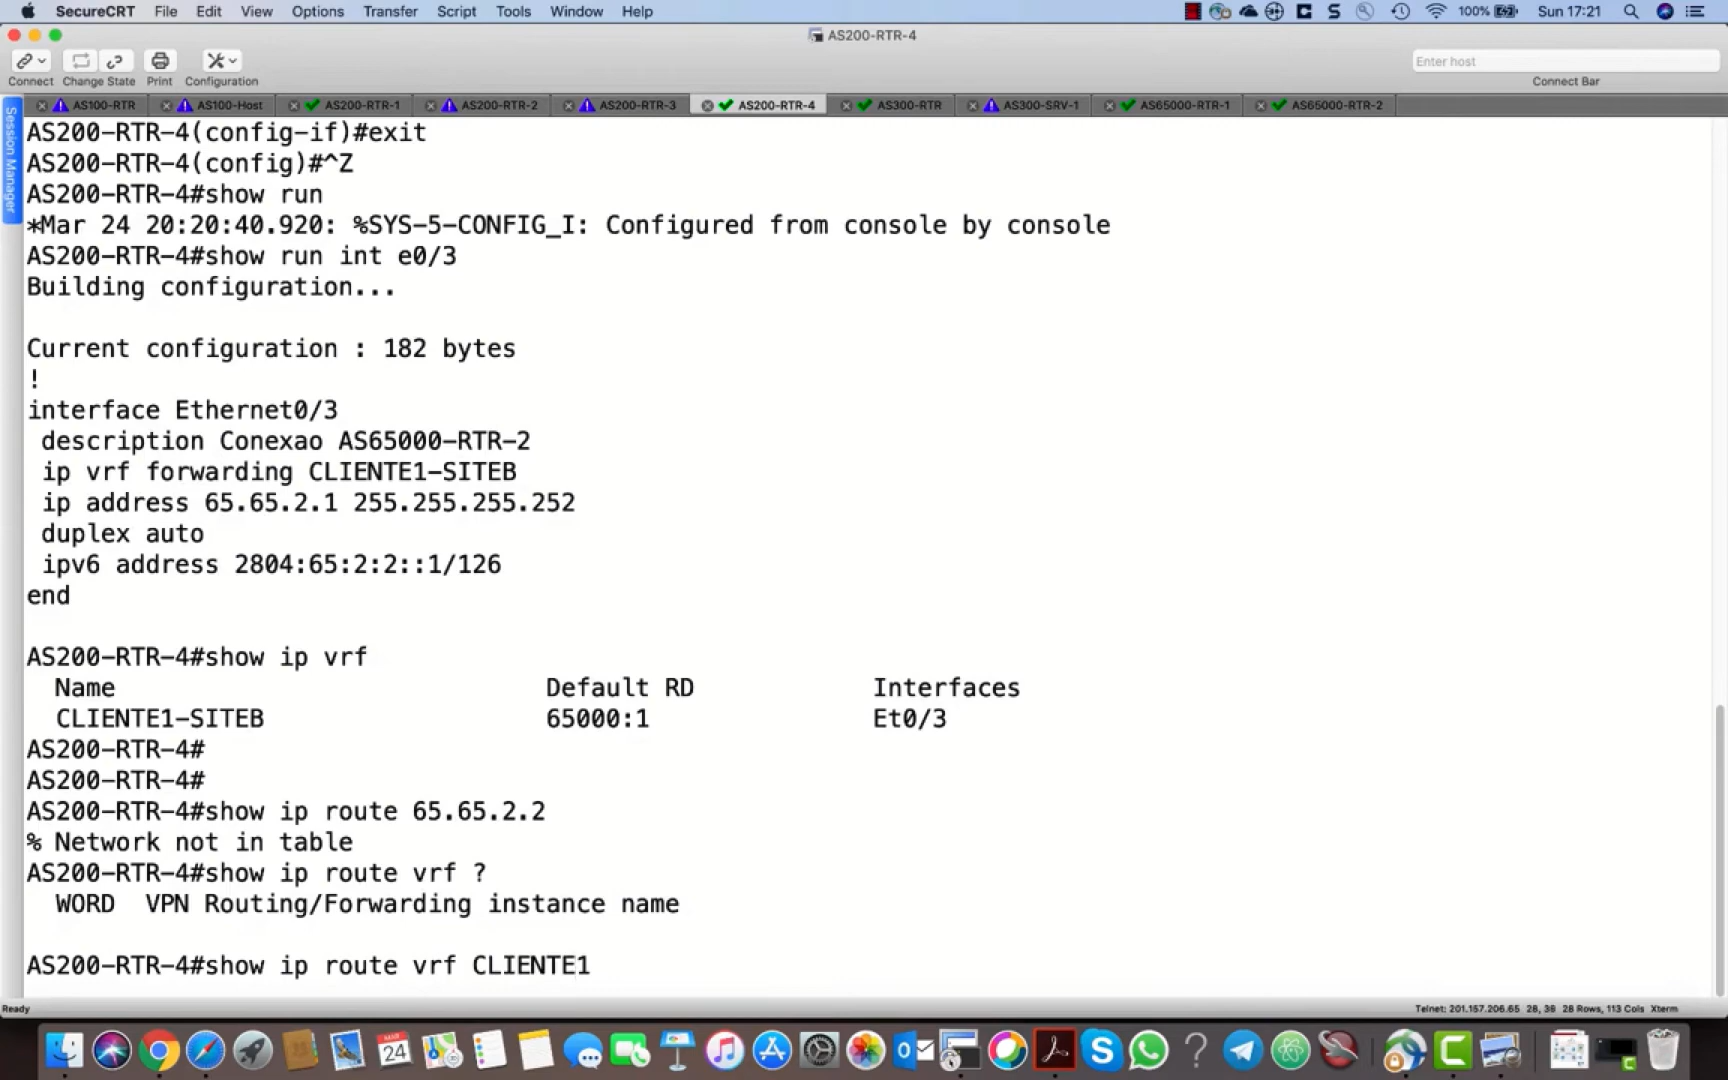 SecureCRT File Edit View Options Transfer Script Tools Window Help 100% Sun 17:21
AS200-RTR-4
Enter host
Connect Change State Print Configuration Connect Bar
AS100-RTR AS100-Host AS200-RTR-1 AS200-RTR-2 AS200-RTR-3 AS200-RTR-4 AS300-RTR AS300-SRV-1 AS65000-RTR-1 AS65000-RTR-2
Session Manager
AS200-RTR-4(config-if)#exit
AS200-RTR-4(config)#^Z
AS200-RTR-4#show run
*Mar 24 20:20:40.920: %SYS-5-CONFIG_I: Configured from console by console
AS200-RTR-4#show run int e0/3
Building configuration...
Current configuration : 182 bytes
!
interface Ethernet0/3
description Conexao AS65000-RTR-2
ip vrf forwarding CLIENTE1-SITEB
ip address 65.65.2.1 255.255.255.252
duplex auto
ipv6 address 2804:65:2:2::1/126
end
AS200-RTR-4#show ip vrf
Name Default RD Interfaces
CLIENTE1-SITEB 65000:1 Et0/3
AS200-RTR-4#
AS200-RTR-4#
AS200-RTR-4#show ip route 65.65.2.2
% Network not in table
AS200-RTR-4#show ip route vrf ?
WORD VPN Routing/Forwarding instance name
AS200-RTR-4#show ip route vrf CLIENTE1
Ready Telnet: 201.157.206.65 28, 39 28 Rows, 113 Cols Xterm
MAR
24